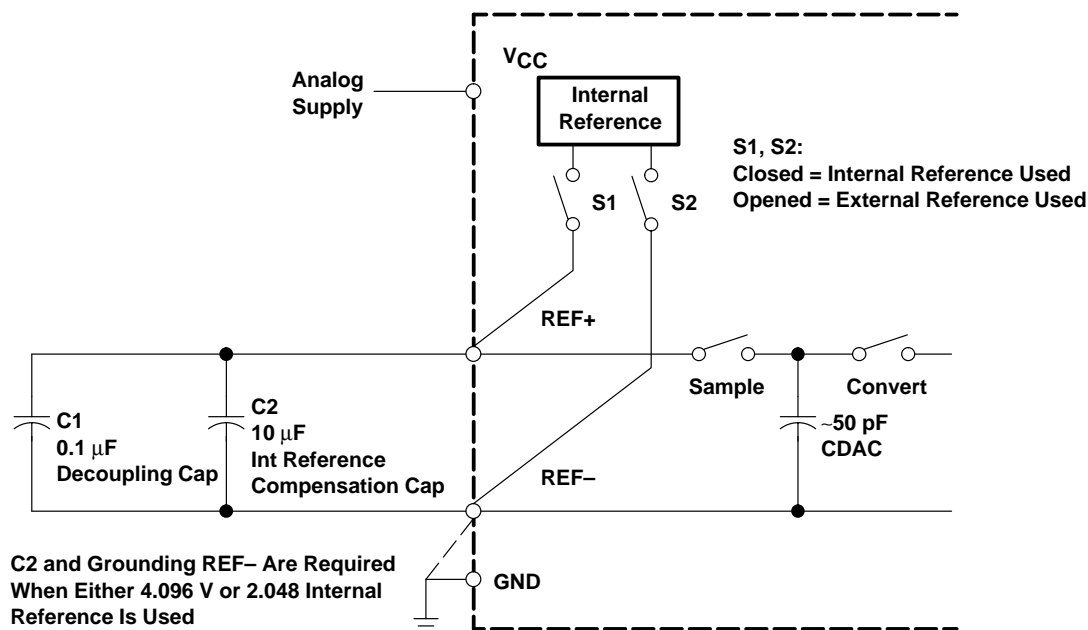 VCC
Analog
Supply
Internal
Reference
S1, S2:
Closed = Internal Reference Used
Opened = External Reference Used
S1
S2
REF+
Sample
Convert
C1
0.1 μF
Decoupling Cap
C2
10 μF
Int Reference
Compensation Cap
~50 pF
CDAC
REF–
C2 and Grounding REF– Are Required
When Either 4.096 V or 2.048 Internal
Reference Is Used
GND